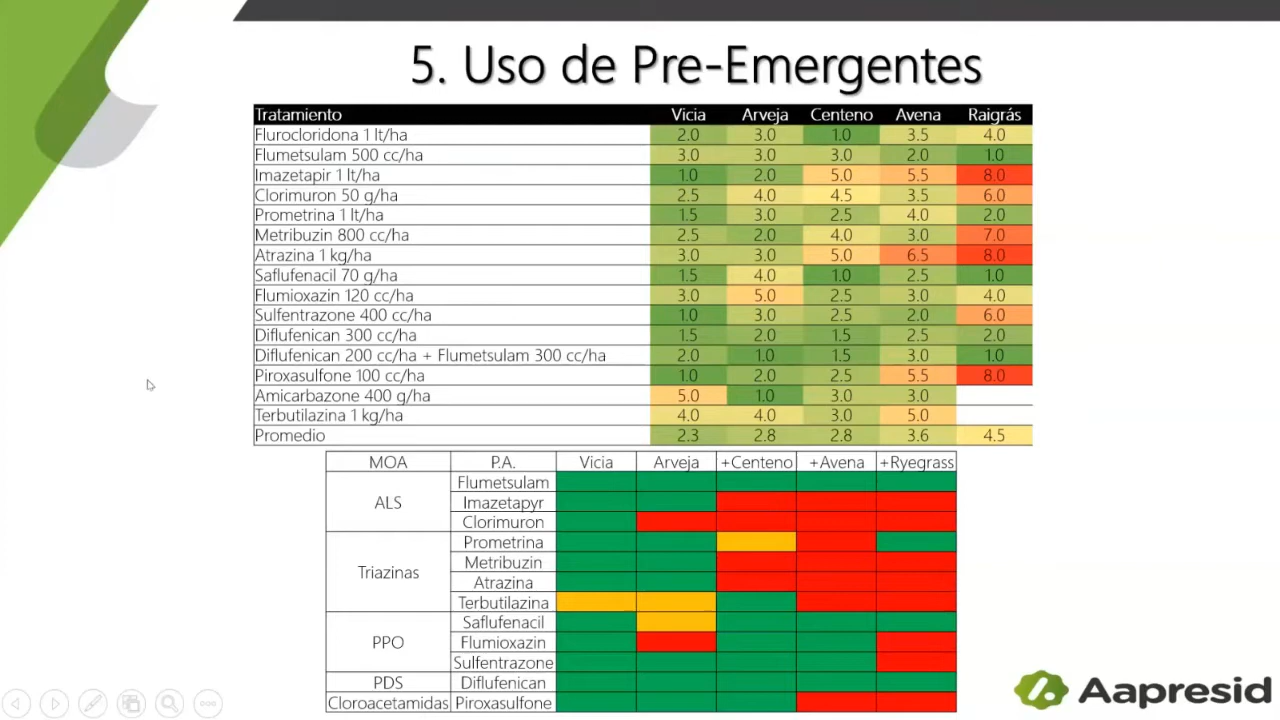 5. Uso de Pre-Emergentes
Tratamiento Vicia Arveja Centeno Avena Raigrás
Flurocloridona 1 lt/ha 2.0 3.0 1.0 3.5 4.0
Flumetsulam 500 cc/ha 3.0 3.0 3.0 2.0 1.0
Imazetapir 1 lt/ha 1.0 2.0 5.0 5.5 8.0
Clorimuron 50 g/ha 2.5 4.0 4.5 3.5 6.0
Prometrina 1 lt/ha 1.5 3.0 2.5 4.0 2.0
Metribuzin 800 cc/ha 2.5 2.0 4.0 3.0 7.0
Atrazina 1 kg/ha 3.0 3.0 5.0 6.5 8.0
Saflufenacil 70 g/ha 1.5 4.0 1.0 2.5 1.0
Flumioxazin 120 cc/ha 3.0 5.0 2.5 3.0 4.0
Sulfentrazone 400 cc/ha 1.0 3.0 2.5 2.0 6.0
Diflufenican 300 cc/ha 1.5 2.0 1.5 2.5 2.0
Diflufenican 200 cc/ha + Flumetsulam 300 cc/ha 2.0 1.0 1.5 3.0 1.0
Piroxasulfone 100 cc/ha 1.0 2.0 2.5 5.5 8.0
Amicarbazone 400 g/ha 5.0 1.0 3.0 3.0
Terbutilazina 1 kg/ha 4.0 4.0 3.0 5.0
Promedio 2.3 2.8 2.8 3.6 4.5
MOA P.A. Vicia Arveja +Centeno +Avena +Ryegrass
Flumetsulam
ALS Imazetapyr
Clorimuron
Prometrina
Triazinas Metribuzin
Atrazina
Terbutilazina
Saflufenacil
PPO Flumioxazin
Sulfentrazone
PDS Diflufenican
Cloroacetamidas Piroxasulfone
Aapresid